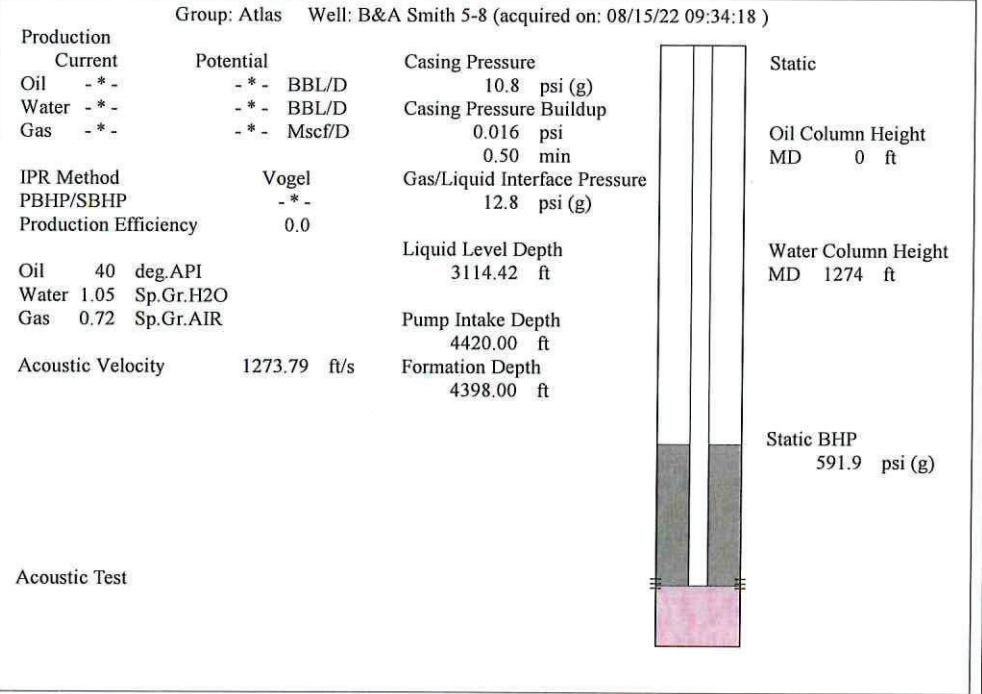 Group: Atlas Well: B&A Smith 5-8 (acquired on: 08/15/22 09:34:18 )
Production
Current Potential
Oil - * - - * - BBL/D
Water - * - - * - BBL/D
Gas - * - - * - Mscf/D
IPR Method Vogel
PBHP/SBHP - * -
Production Efficiency 0.0
Oil 40 deg.API
Water 1.05 Sp.Gr.H2O
Gas 0.72 Sp.Gr.AIR
Acoustic Velocity 1273.79 ft/s
Casing Pressure
10.8 psi (g)
Casing Pressure Buildup
0.016 psi
0.50 min
Gas/Liquid Interface Pressure
12.8 psi (g)
Liquid Level Depth
3114.42 ft
Pump Intake Depth
4420.00 ft
Formation Depth
4398.00 ft
Static
Oil Column Height
MD 0 ft
Water Column Height
MD 1274 ft
Static BHP
591.9 psi (g)
Acoustic Test